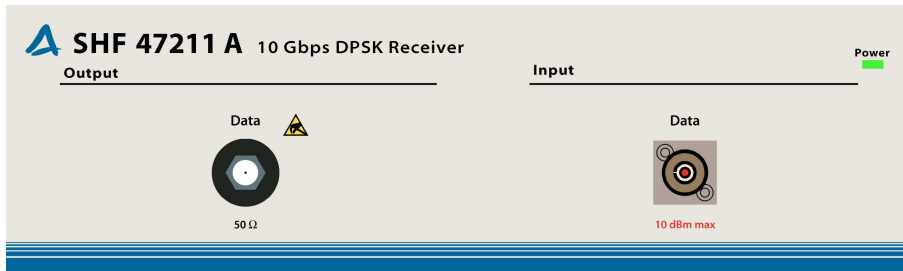 SHF 47211 A 10 Gbps DPSK Receiver
Power
Output
Input
Data
Data
50 Ω
10 dBm max